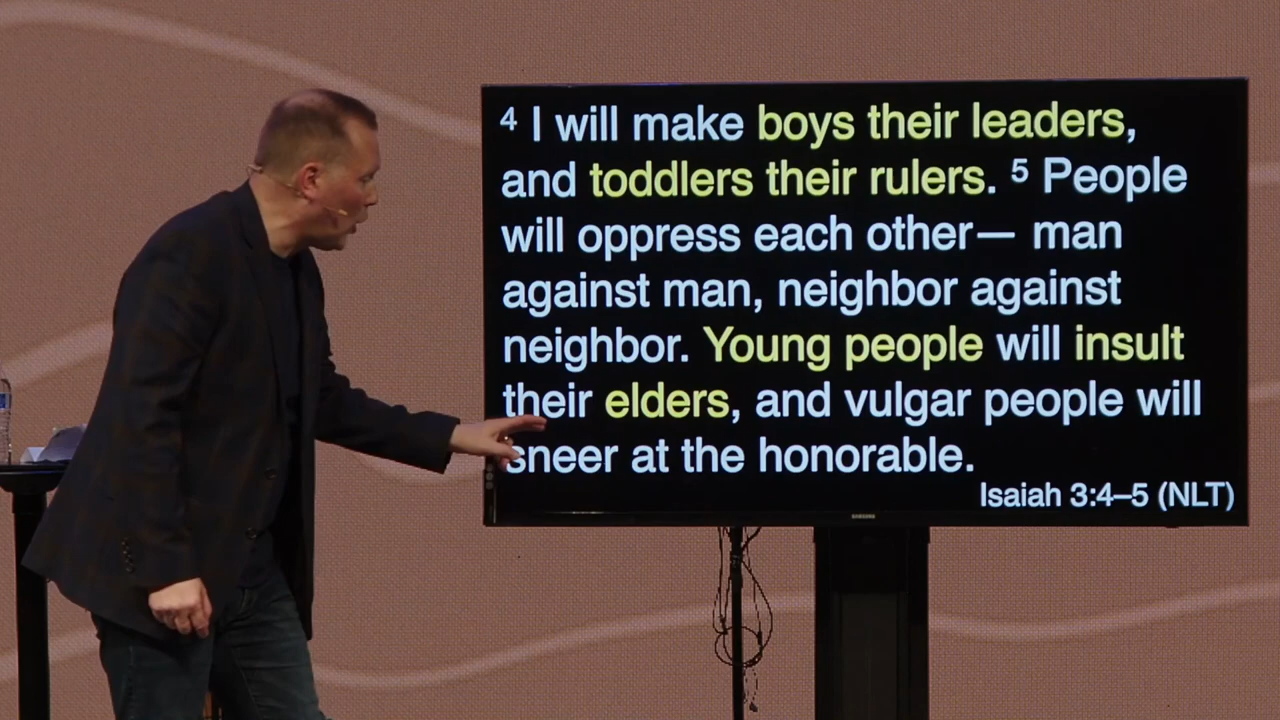 4 I will make boys their leaders,
and toddlers their rulers. 5 People
will oppress each other— man
against man, neighbor against
neighbor. Young people will insult
their elders, and vulgar people will
sneer at the honorable.
Isaiah 3:4–5 (NLT)
SAMSUNG